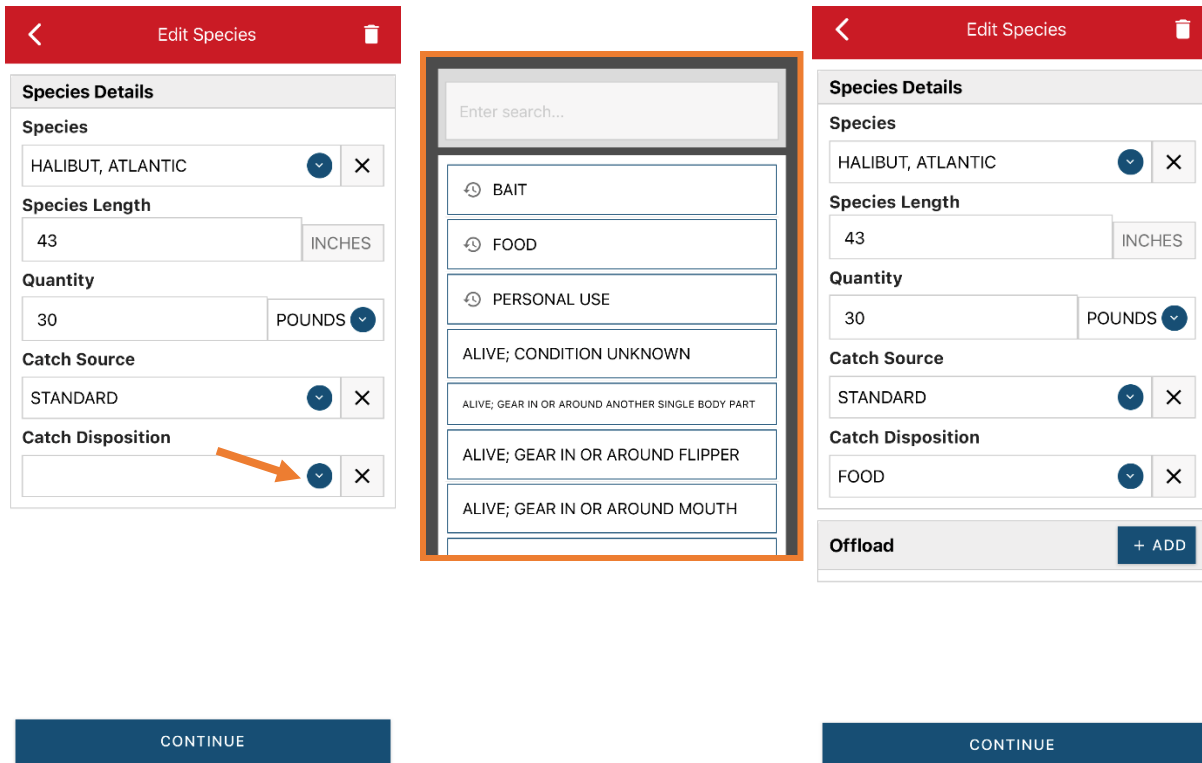 Edit Species
Species Details
Species
HALIBUT, ATLANTIC
Species Length
43 INCHES
Quantity
30 POUNDS
Catch Source
STANDARD
Catch Disposition
CONTINUE
Enter search...
BAIT
FOOD
PERSONAL USE
ALIVE; CONDITION UNKNOWN
ALIVE; GEAR IN OR AROUND ANOTHER SINGLE BODY PART
ALIVE; GEAR IN OR AROUND FLIPPER
ALIVE; GEAR IN OR AROUND MOUTH
Edit Species
Species Details
Species
HALIBUT, ATLANTIC
Species Length
43 INCHES
Quantity
30 POUNDS
Catch Source
STANDARD
Catch Disposition
FOOD
Offload + ADD
CONTINUE